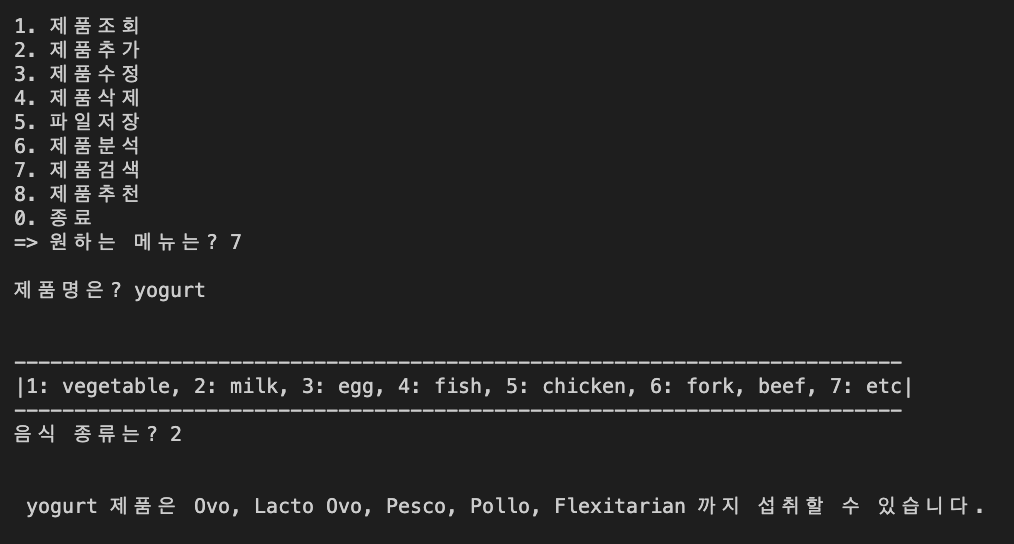 1. 제품조회
2. 제품추가
3. 제품수정
4. 제품삭제
5. 파일저장
6. 제품분석
7. 제품검색
8. 제품추천
0. 종료
=> 원하는 메뉴는? 7
제품명은? yogurt
|1: vegetable, 2: milk, 3: egg, 4: fish, 5: chicken, 6: fork, beef, 7: etc|
음식 종류는? 2
yogurt 제품은 Ovo, Lacto Ovo, Pesco, Pollo, Flexitarian 까지 섭취할 수 있습니다.